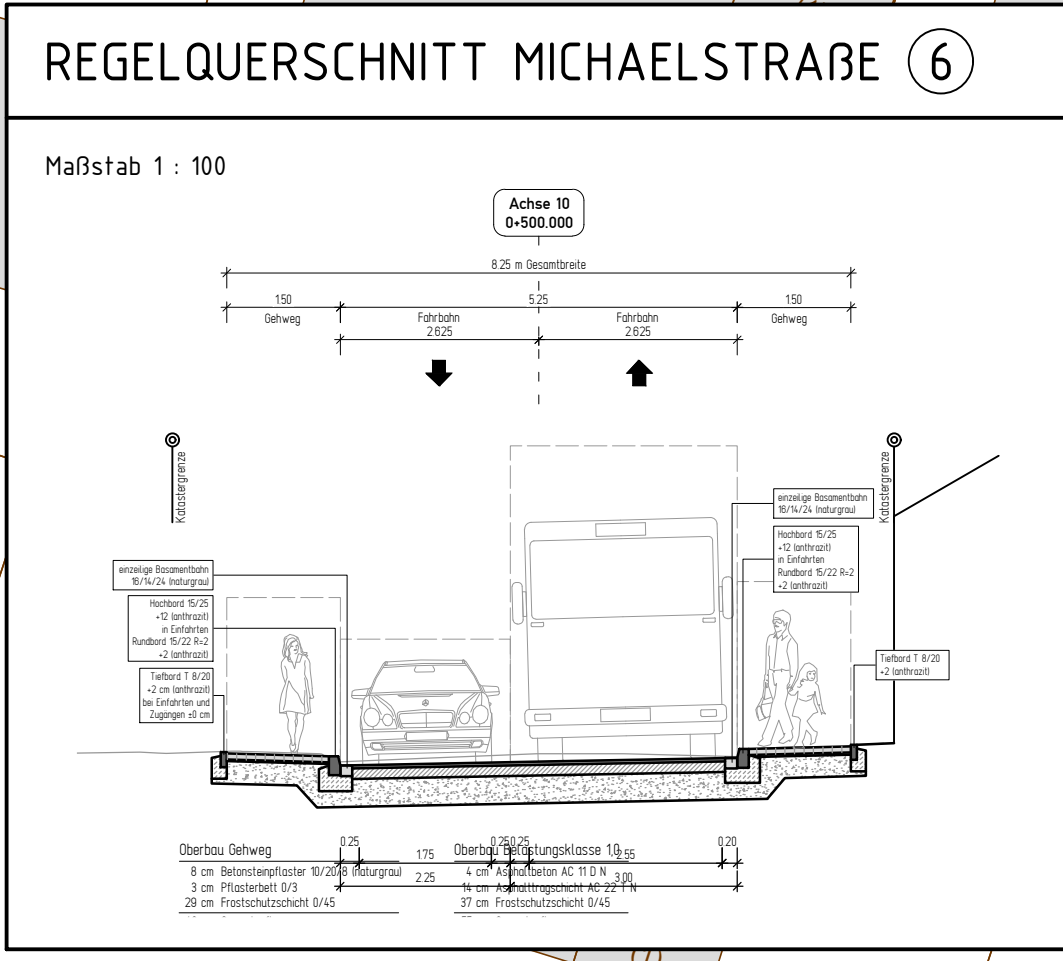 REGELQUERSCHNITT MICHAELSTRAßE 6
Maßstab 1 : 100
Achse 10
0+500.000
8.25 m Gesamtbreite
1.50
5.25
1.50
Gehweg
Fahrbahn
Fahrbahn
Gehweg
2.625
2.625
Katastergrenze
Katastergrenze
einzeilige Basamentbahn
16/14/24 (naturgrau)
Hochbord 15/25
+12 (anthrazit)
in Einfahrten
Rundbord 15/22 R=2
+2 (anthrazit)
einzeilige Basamentbahn
16/14/24 (naturgrau)
Hochbord 15/25
+12 (anthrazit)
in Einfahrten
Rundbord 15/22 R=2
+2 (anthrazit)
Tiefbord T 8/20
+2 cm (anthrazit)
bei Einfahrten und
Zugängen ±0 cm
Tiefbord T 8/20
+2 (anthrazit)
0.25
1.75
0.25
0.25
2.55
0.20
2.25
3.00
Oberbau Gehweg
8 cm Betonsteinpflaster 10/20/8 (naturgrau)
3 cm Pflasterbett 0/3
29 cm Frostschutzschicht 0/45
Oberbau Belastungsklasse 1,0
4 cm Asphaltbeton AC 11 D N
14 cm Asphalttragschicht AC 22 T N
37 cm Frostschutzschicht 0/45